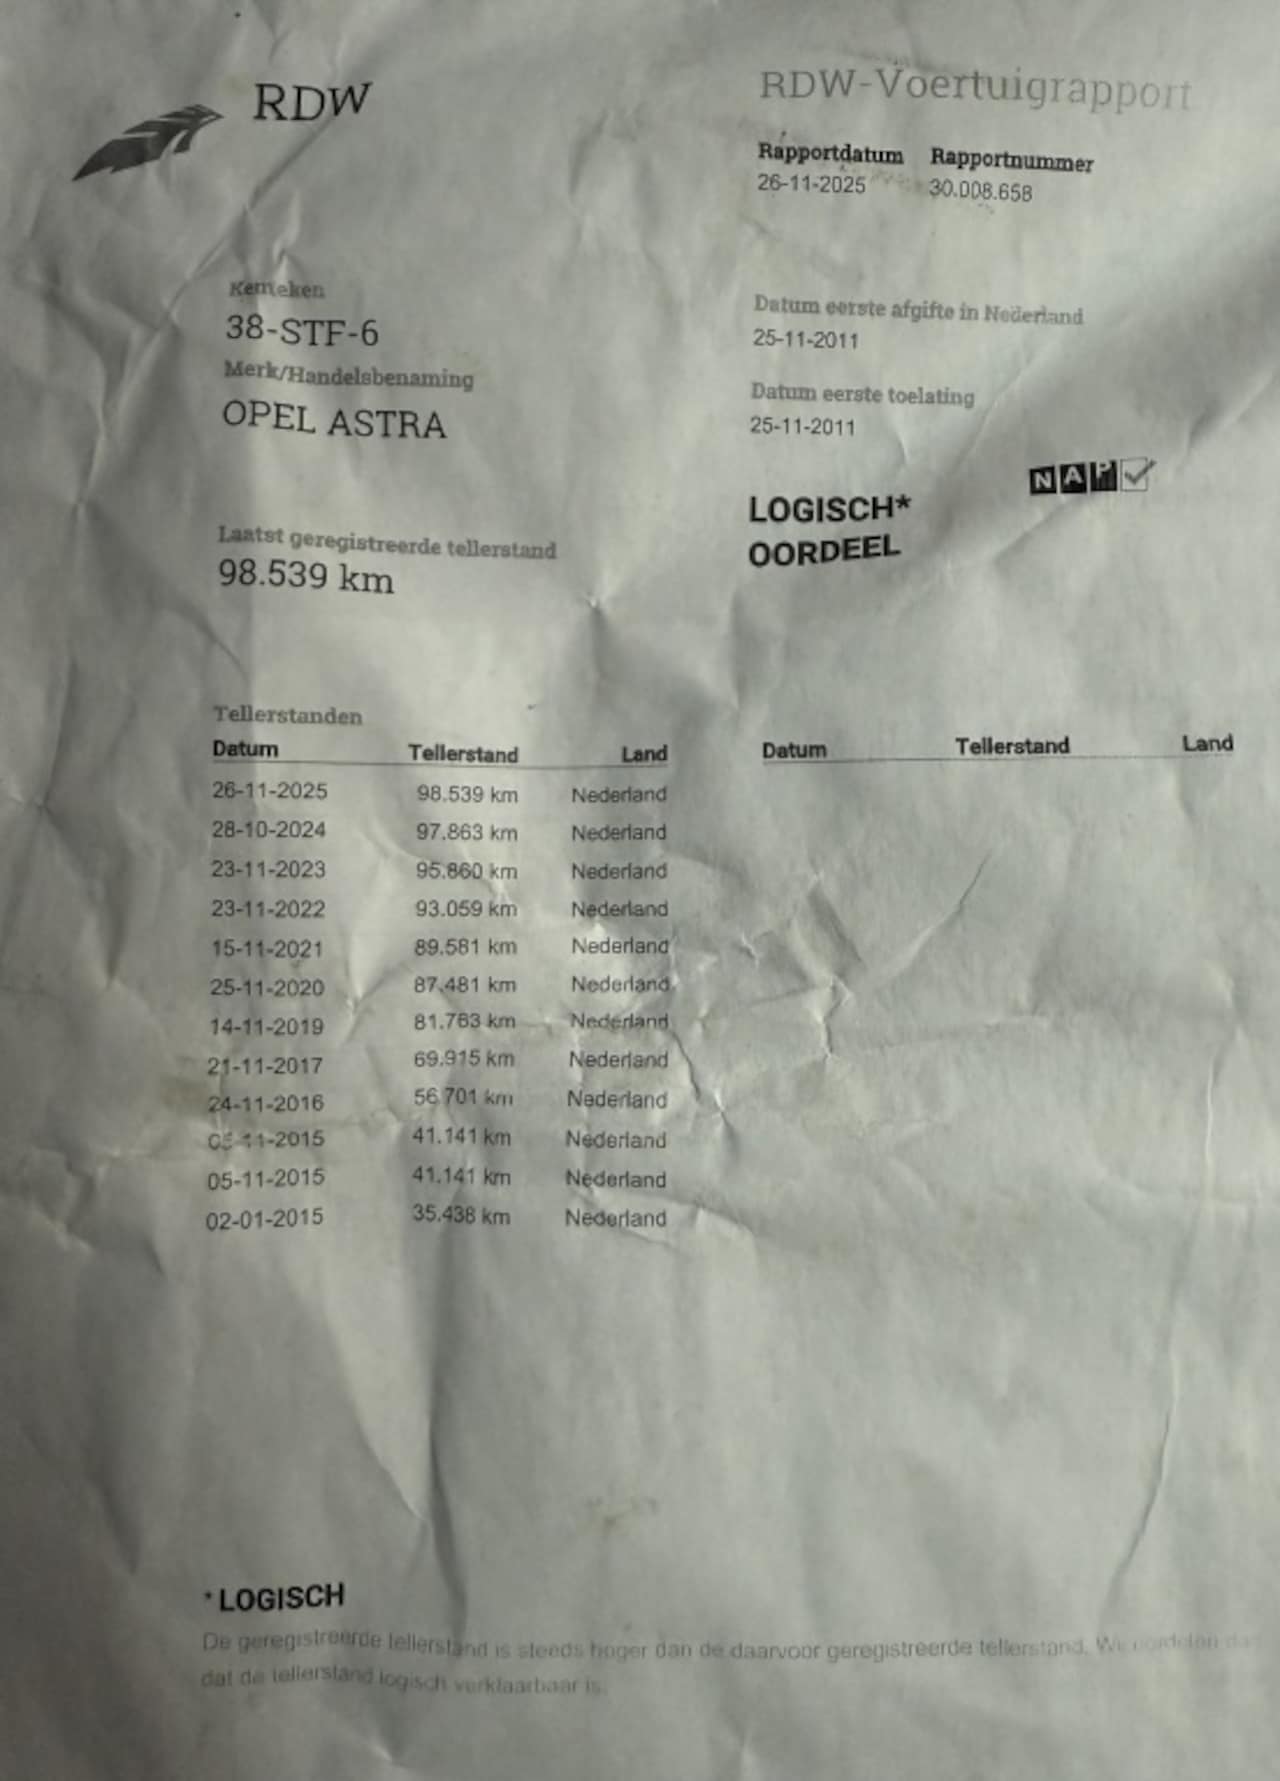 RDW
RDW-Voertuigrapport
Rapportdatum Rapportnummer
26-11-2025 30.008.658
Kenteken
38-STF-6
Merk/Handelsbenaming
OPEL ASTRA
Datum eerste afgifte in Nederland
25-11-2011
Datum eerste toelating
25-11-2011
NAP
LOGISCH*
OORDEEL
Laatst geregistreerde tellerstand
98.539 km
Tellerstanden
Datum Tellerstand Land
26-11-2025 98.539 km Nederland
28-10-2024 97.863 km Nederland
23-11-2023 95.860 km Nederland
23-11-2022 93.059 km Nederland
15-11-2021 89.581 km Nederland
25-11-2020 87.481 km Nederland
14-11-2019 81.763 km Nederland
21-11-2017 69.915 km Nederland
24-11-2016 56.701 km Nederland
41.141 km Nederland
05-11-2015 41.141 km Nederland
02-01-2015 35.438 km Nederland
Datum Tellerstand Land
* LOGISCH
De geregistreerde tellerstand is steeds hoger dan de daarvoor geregistreerde tellerstand. Wij oordelen
dat de tellerstand logisch verklaarbaar is.